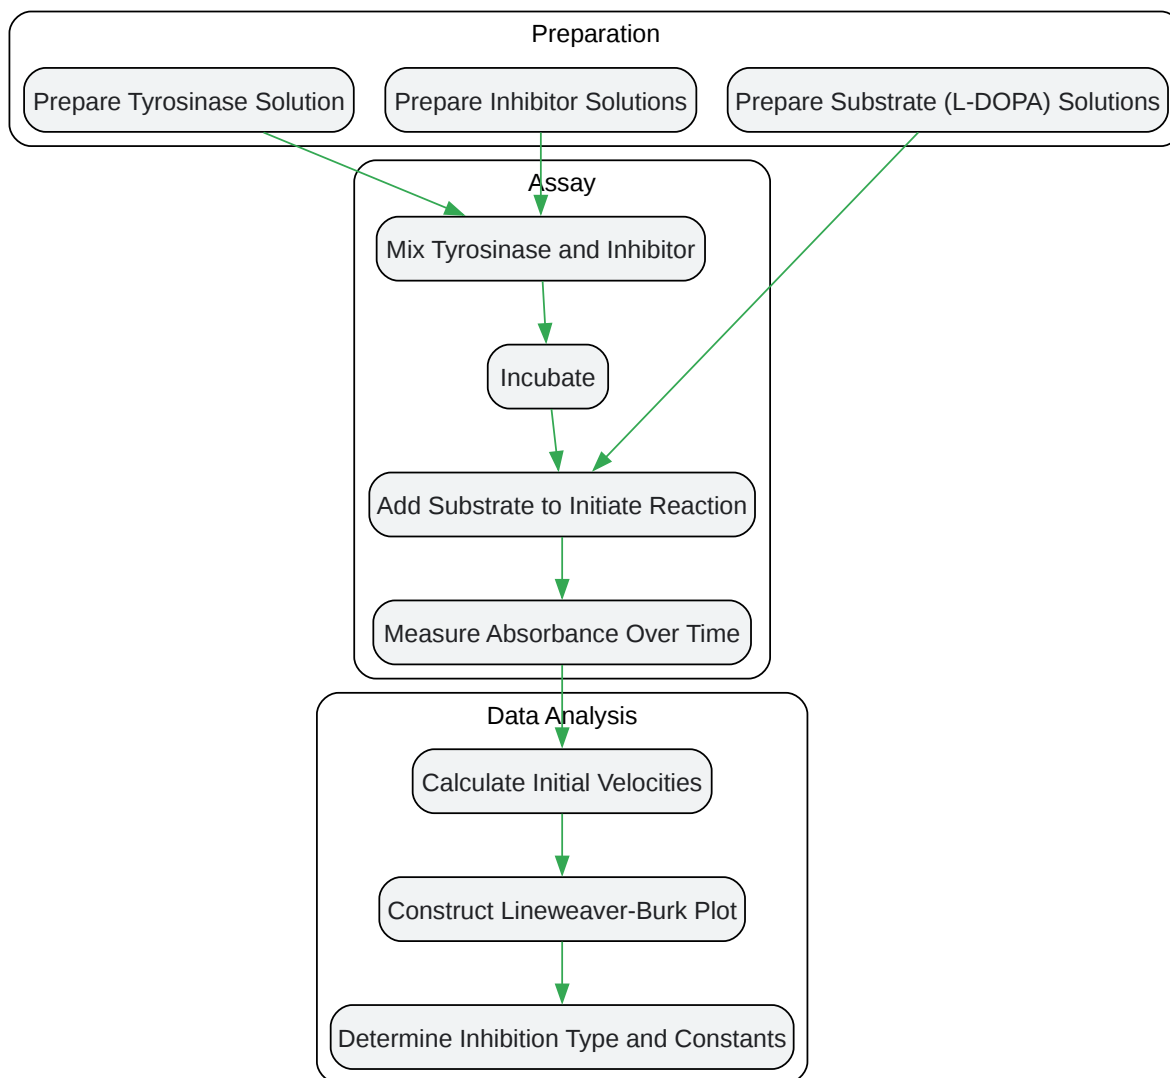 Preparation
Prepare Tyrosinase Solution
Prepare Inhibitor Solutions
Prepare Substrate (L-DOPA) Solutions
Assay
Mix Tyrosinase and Inhibitor
Incubate
Add Substrate to Initiate Reaction
Measure Absorbance Over Time
Data Analysis
Calculate Initial Velocities
Construct Lineweaver-Burk Plot
Determine Inhibition Type and Constants